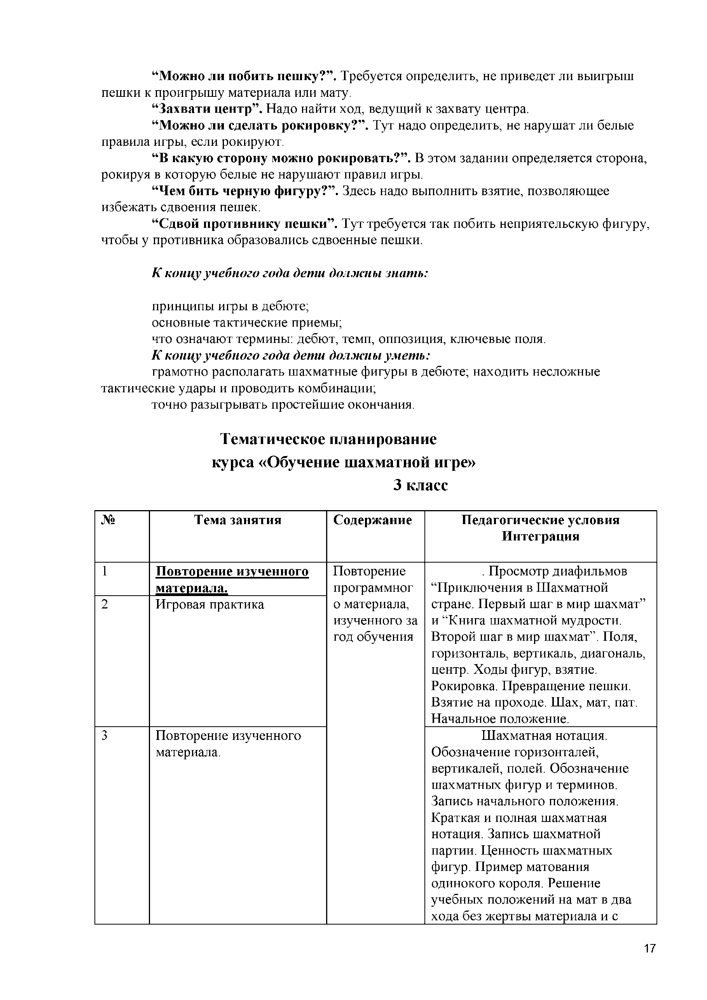 “Можно ли побить пешку?”. Требуется определить, не приведет ли выигрыш
пешки к проигрышу материала или мату.
“Захвати центр”. Надо найти ход, ведущий к захвату центра.
“Можно ли сделать рокировку?”. Тут надо определить, не нарушат ли белые
правила игры, если рокируют.
“В какую сторону можно рокировать?”. В этом задании определяется сторона,
рокируя в которую белые не нарушают правил игры.
“Чем бить черную фигуру?”. Здесь надо выполнить взятие, позволяющее
избежать сдвоения пешек.
“Сдвой противнику пешки”. Тут требуется так побить неприятельскую фигуру,
чтобы у противника образовались сдвоенные пешки.
К концу учебного года дети должны знать:
принципы игры в дебюте;
основные тактические приемы;
что означают термины: дебют, темп, оппозиция, ключевые поля.
К концу учебного года дети должны уметь:
грамотно располагать шахматные фигуры в дебюте; находить несложные
тактические удары и проводить комбинации;
точно разыгрывать простейшие окончания.
Тематическое планирование
курса «Обучение шахматной игре»
3 класс
№
Тема занятия
Содержание
Педагогические условия
Интеграция
1
Повторение изученного
материала.
2
Игровая практика
Повторение
программног
о материала,
изученного за
год обучения
. Просмотр диафильмов
“Приключения в Шахматной
стране. Первый шаг в мир шахмат”
и “Книга шахматной мудрости.
Второй шаг в мир шахмат”. Поля,
горизонталь, вертикаль, диагональ,
центр. Ходы фигур, взятие.
Рокировка. Превращение пешки.
Взятие на проходе. Шах, мат, пат.
Начальное положение.
3
Повторение изученного
материала.
Шахматная нотация.
Обозначение горизонталей,
вертикалей, полей. Обозначение
шахматных фигур и терминов.
Запись начального положения.
Краткая и полная шахматная
нотация. Запись шахматной
партии. Ценность шахматных
фигур. Пример матования
одинокого короля. Решение
учебных положений на мат в два
хода без жертвы материала и с
17